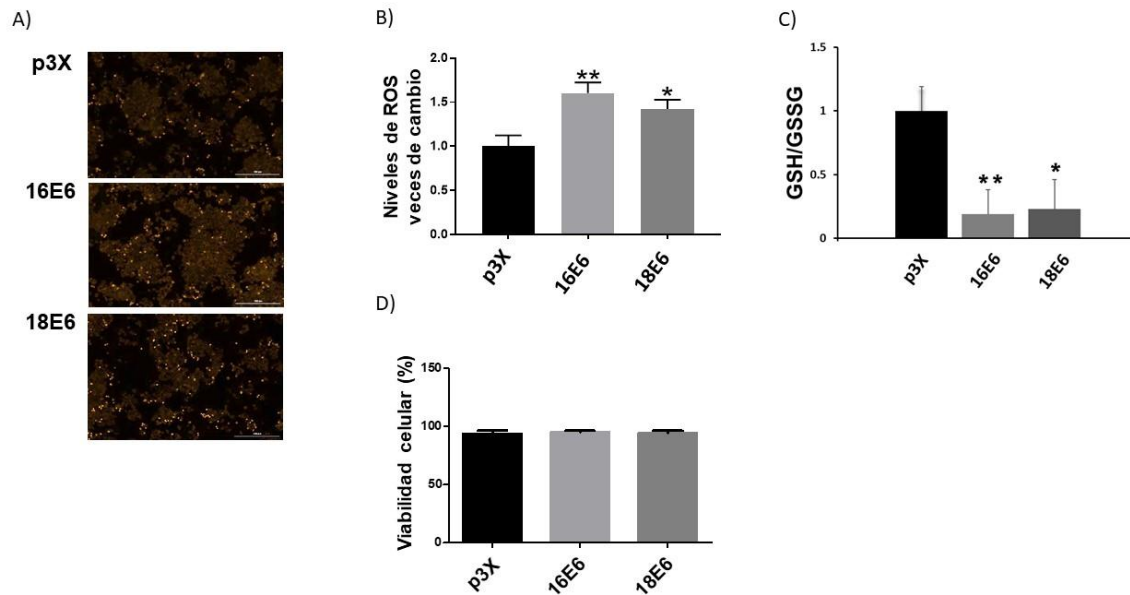 A)
p3X
16E6
18E6
B)
Niveles de ROS
veces de cambio
2.0
1.5
1.0
0.5
0.0
**
*
p3X
16E6
18E6
C)
GSH/GSSG
1.5
1
0.5
0
**
*
p3X
16E6
18E6
D)
Viabilidad celular (%)
150
100
50
0
p3X
16E6
18E6